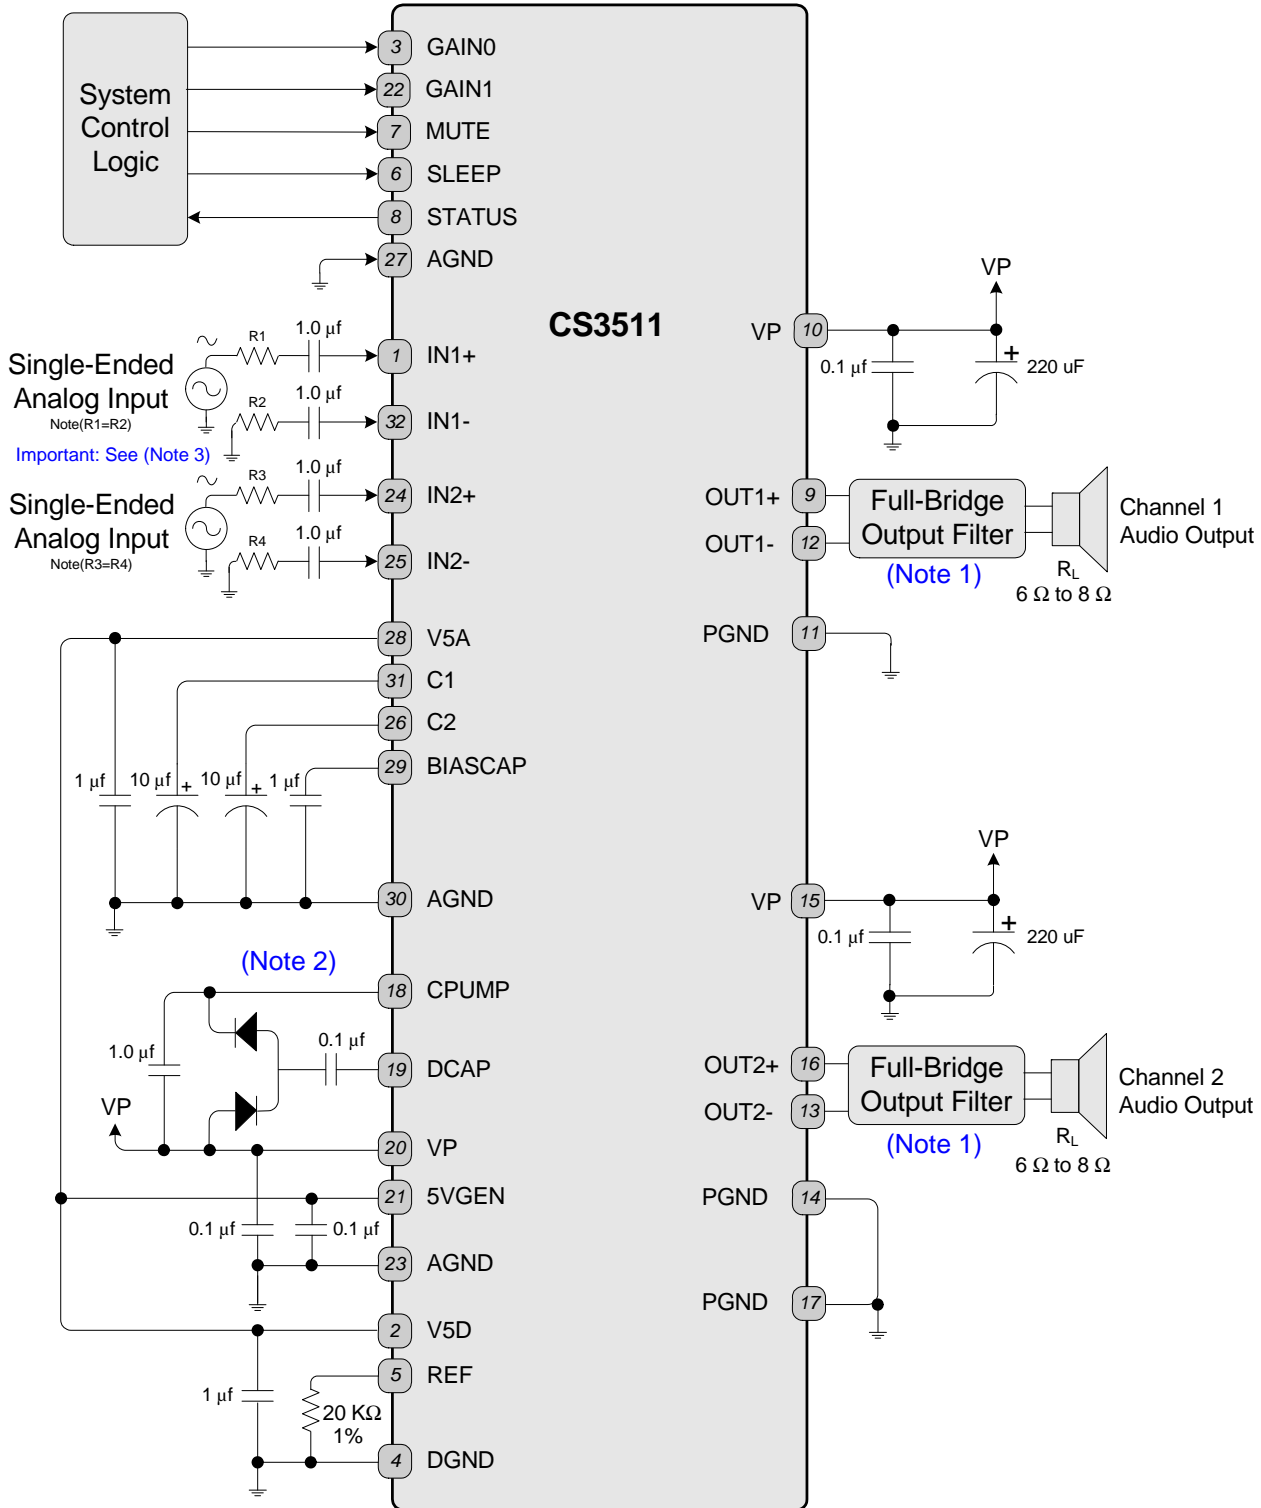 System
Control
Logic
3 GAIN0
22 GAIN1
7 MUTE
6 SLEEP
8 STATUS
27 AGND
CS3511
Single-Ended
Analog Input
Note(R1=R2)
R1
1.0 µf
1 IN1+
R2
1.0 µf
32 IN1-
Important: See (Note 3)
Single-Ended
Analog Input
Note(R3=R4)
R3
1.0 µf
24 IN2+
R4
1.0 µf
25 IN2-
28 V5A
31 C1
26 C2
29 BIASCAP
1 µf
10 µf +
10 µf +
1 µf
30 AGND
(Note 2)
18 CPUMP
0.1 µf
19 DCAP
1.0 µf
VP
20 VP
21 5VGEN
0.1 µf
0.1 µf
23 AGND
2 V5D
5 REF
1 µf
20 KΩ
1%
4 DGND
VP
VP 10
0.1 µf
+
220 uF
OUT1+ 9
OUT1- 12
Full-Bridge
Output Filter
(Note 1)
Channel 1
Audio Output
RL
6 Ω to 8 Ω
PGND 11
VP
VP 15
0.1 µf
+
220 uF
OUT2+ 16
OUT2- 13
Full-Bridge
Output Filter
(Note 1)
Channel 2
Audio Output
RL
6 Ω to 8 Ω
PGND 14
PGND 17